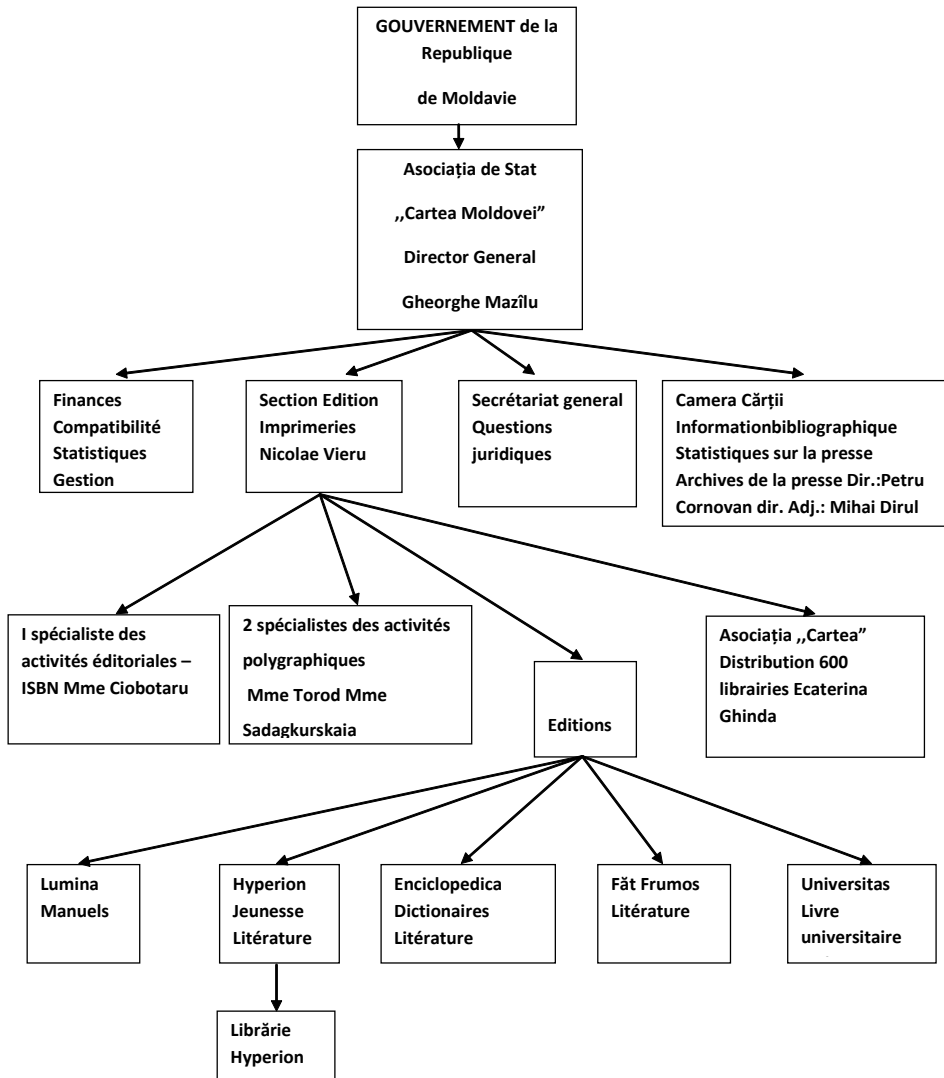 GOUVERNEMENT de la
Republique
de Moldavie
Asociația de Stat
,,Cartea Moldovei”
Director General
Gheorghe Mazîlu
Finances
Compatibilité
Statistiques
Gestion
Section Edition
Imprimeries
Nicolae Vieru
Secrétariat general
Questions
juridiques
Camera Cărții
Informationbibliographique
Statistiques sur la presse
Archives de la presse Dir.:Petru
Cornovan dir. Adj.: Mihai Dirul
I spécialiste des
activités éditoriales –
ISBN Mme Ciobotaru
2 spécialistes des activités
polygraphiques
Mme Torod Mme
Sadagkurskaia
Editions
Asociația ,,Cartea”
Distribution 600
librairies Ecaterina
Ghinda
Lumina
Manuels
Hyperion
Jeunesse
Litérature
Enciclopedica
Dictionaires
Litérature
Făt Frumos
Litérature
Universitas
Livre
universitaire
Librărie
Hyperion